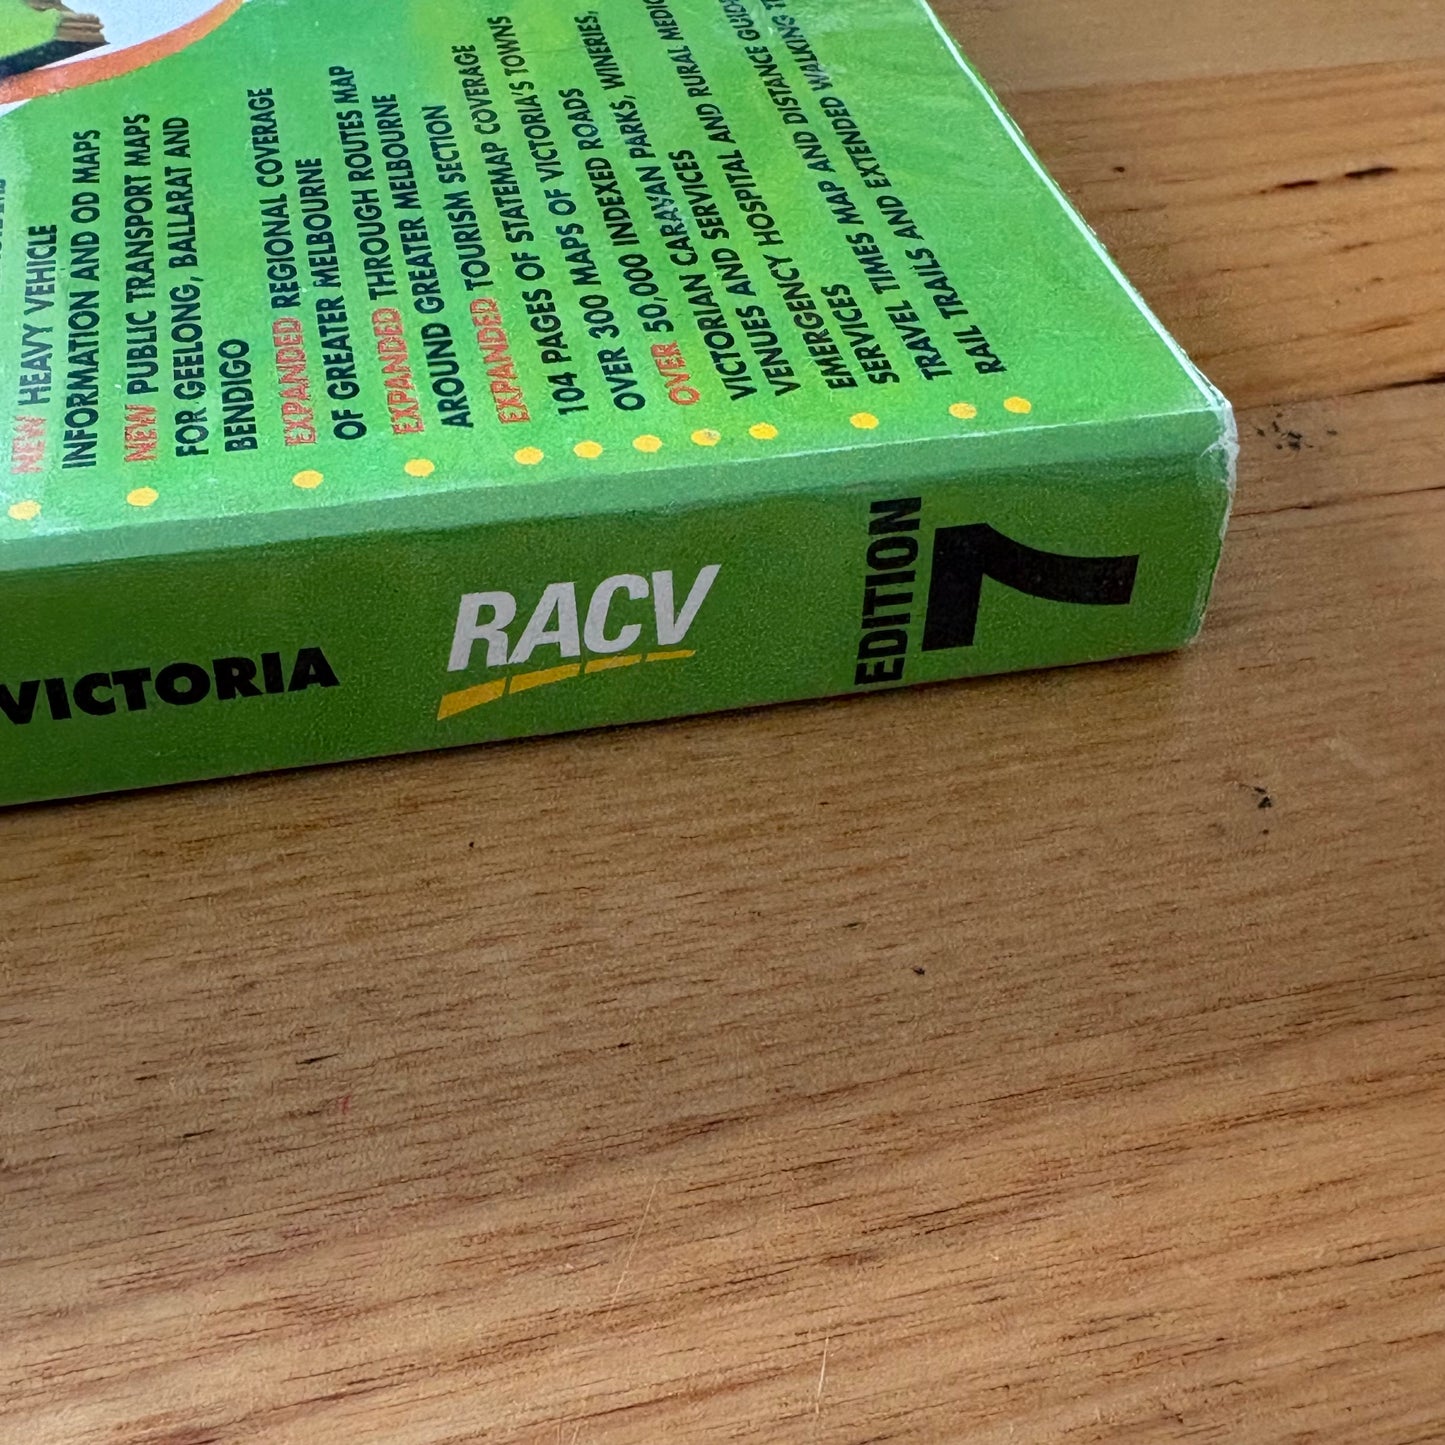 NEW HEAVY VEHICLE
INFORMATION AND OD MAPS
NEW PUBLIC TRANSPORT MAPS
FOR GEELONG, BALLARAT AND
BENDIGO
EXPANDED REGIONAL COVERAGE
OF GREATER MELBOURNE
EXPANDED THROUGH ROUTES MAP
AROUND GREATER MELBOURNE
EXPANDED TOURISM SECTION
104 PAGES OF STATEMAP COVERAGE
OVER 300 MAPS OF VICTORIA'S TOWNS
OVER 50,000 INDEXED ROADS
VICTORIAN CARAVAN PARKS, WINERIES,
VENUES AND SERVICES
EMERGENCY HOSPITAL AND RURAL MEDIC
SERVICES
TRAVEL TIMES MAP AND DISTANCE GUIDE
RAIL TRAILS AND EXTENDED WALKING
VICTORIA
RACV
EDITION
7